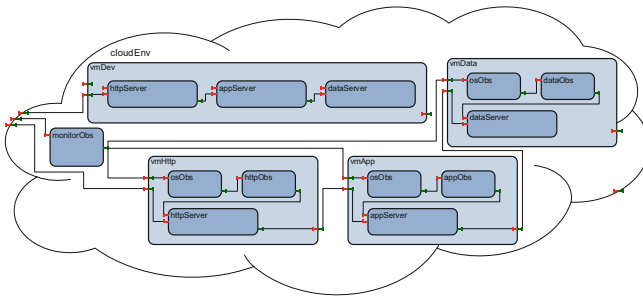 cloudEnv
vmDev
httpServer
appServer
dataServer
vmData
osObs
dataObs
dataServer
monitorObs
vmHttp
osObs
httpObs
httpServer
vmApp
osObs
appObs
appServer